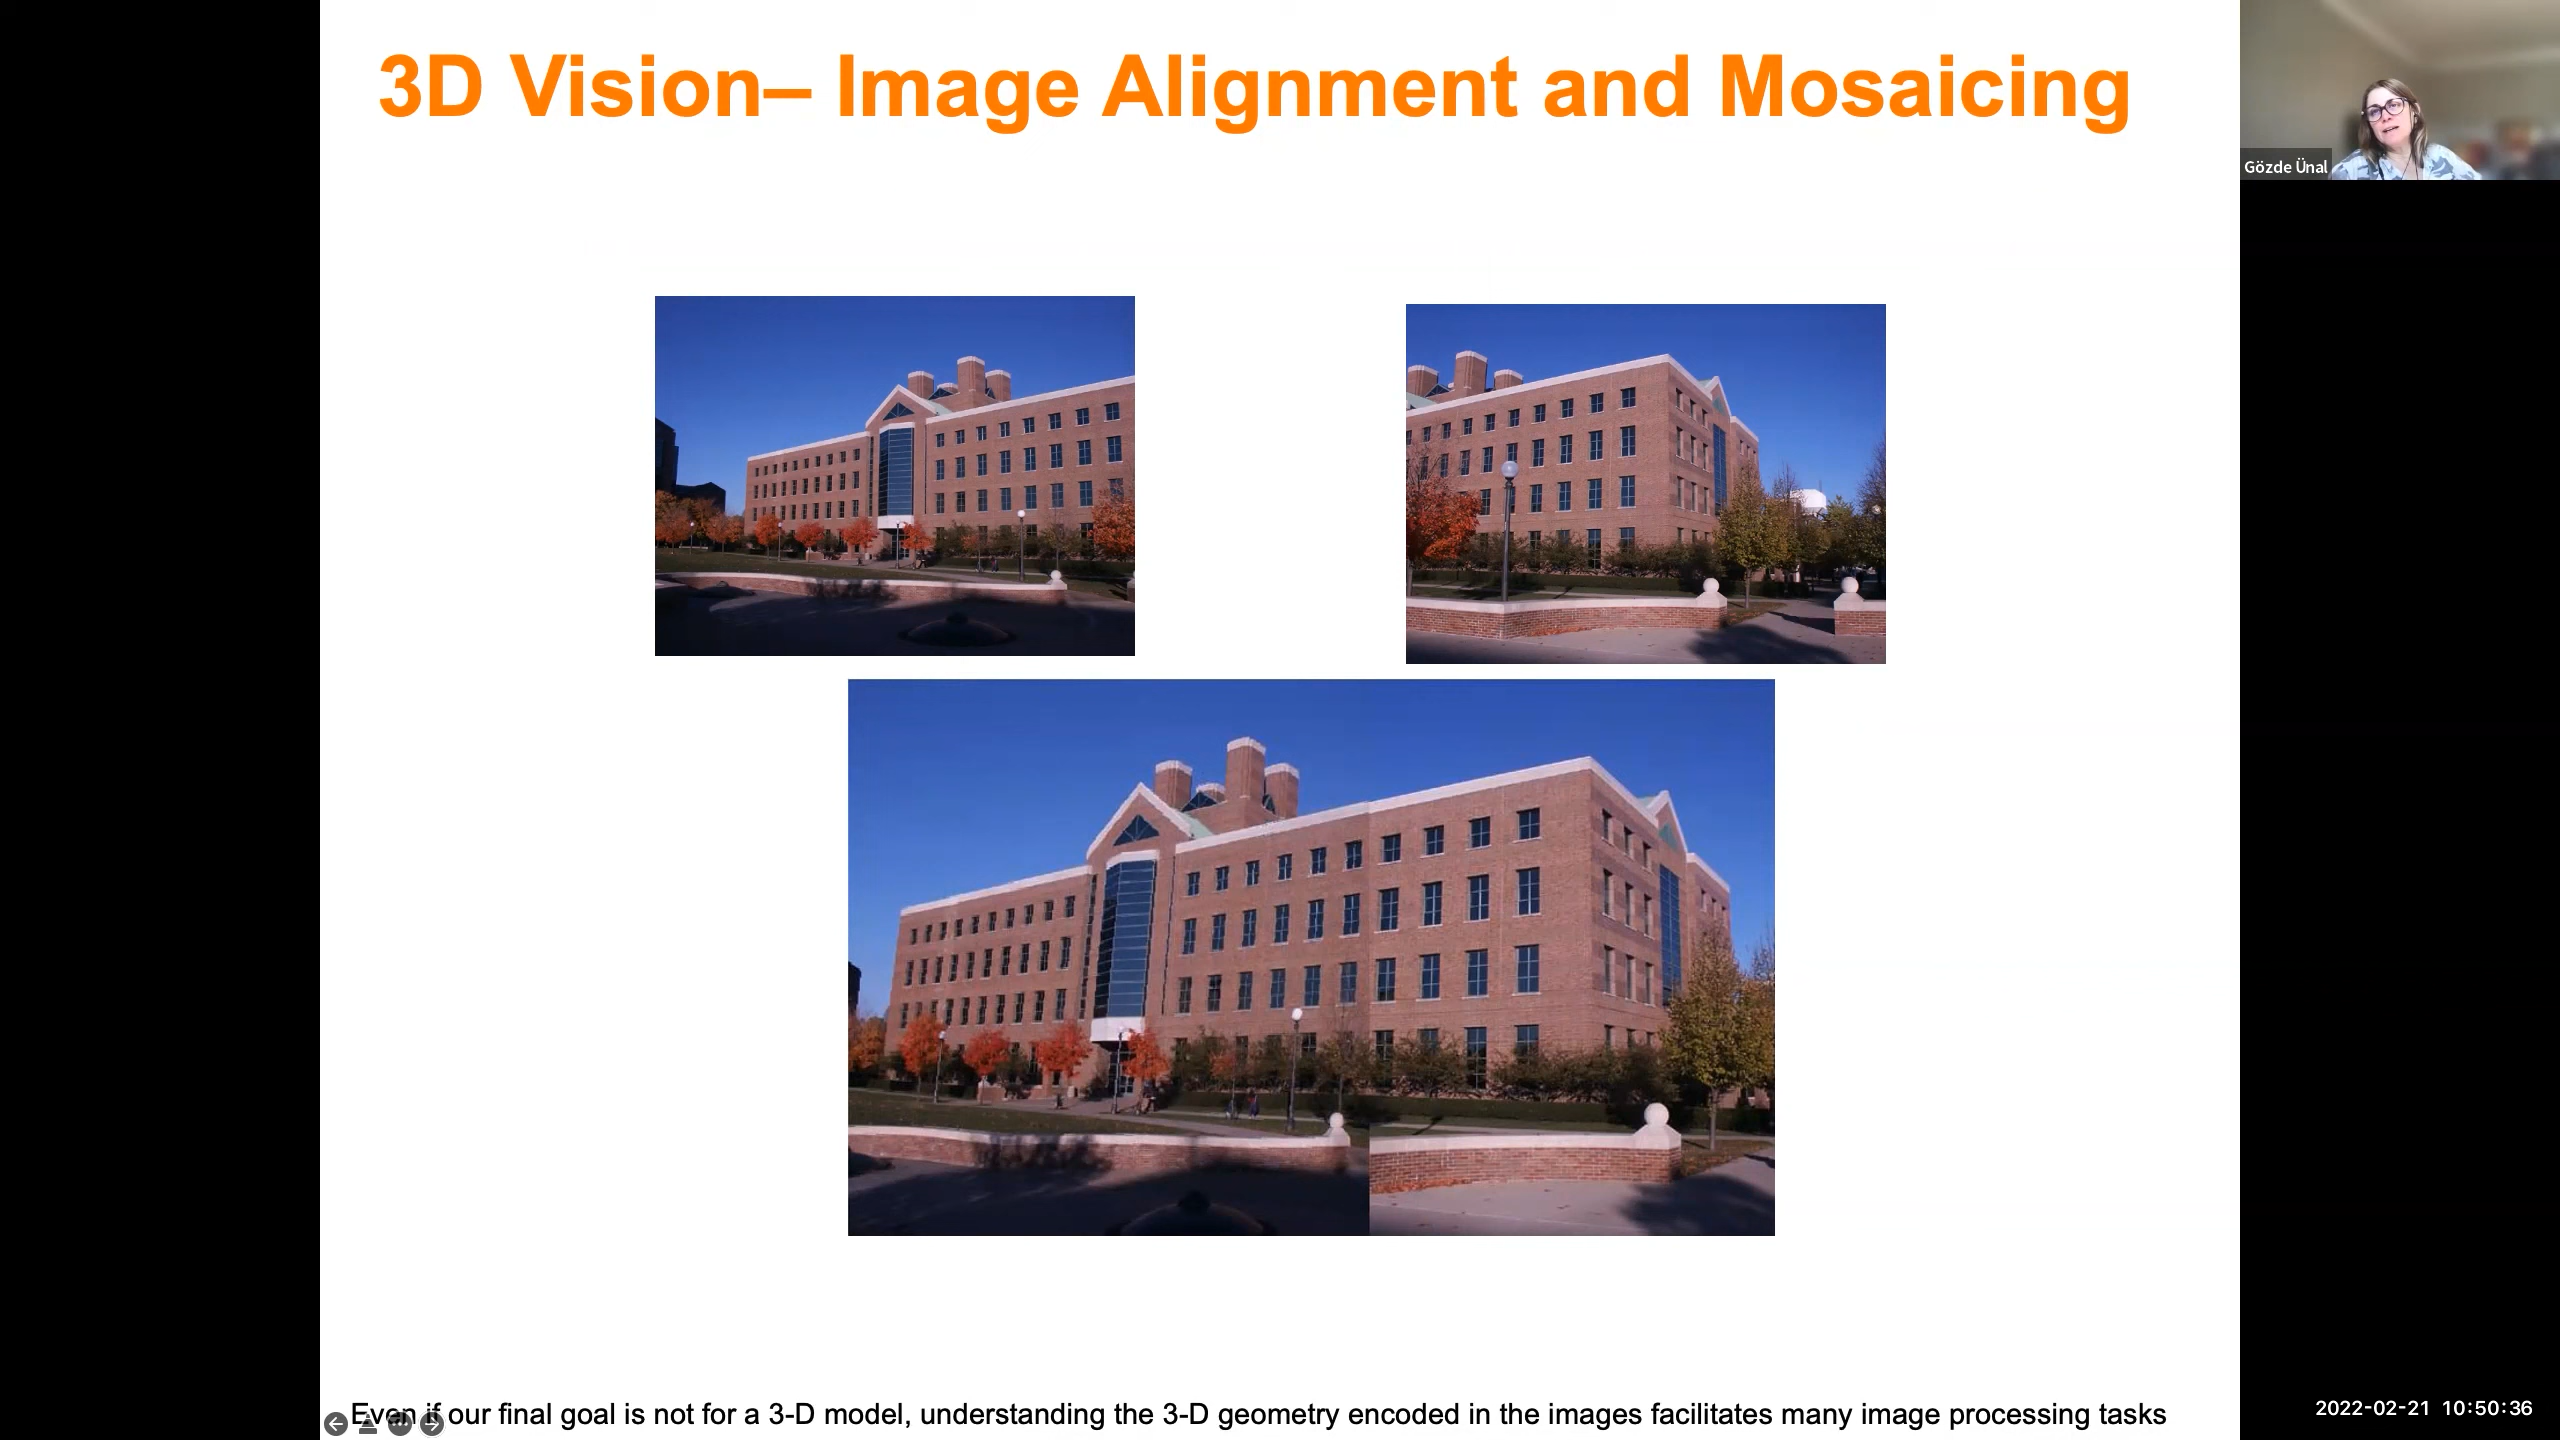 3D Vision– Image Alignment and Mosaicing
Gözde Ünal
Even if our final goal is not for a 3-D model, understanding the 3-D geometry encoded in the images facilitates many image processing tasks
2022-02-21 10:50:36